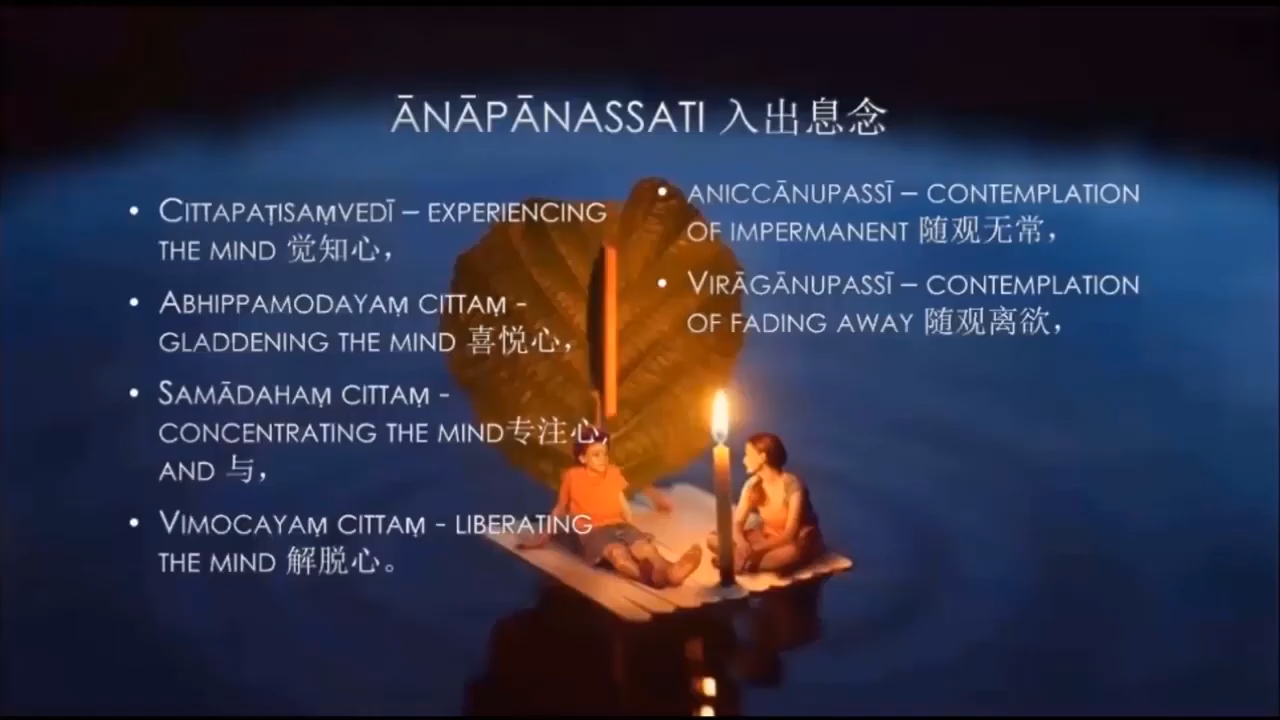 ĀNĀPĀNASSATI 入出息念
• CITTAPAṬISAṂVEDĪ – EXPERIENCING
THE MIND 觉知心,
• ABHIPPAMODAYAṂ CITTAṂ -
GLADDENING THE MIND 喜悦心,
• SAMĀDAHAṂ CITTAṂ -
CONCENTRATING THE MIND专注心,
AND 与,
• VIMOCAYAṂ CITTAṂ - LIBERATING
THE MIND 解脱心。
• ANICCĀNUPASSĪ – CONTEMPLATION
OF IMPERMANENT 随观无常,
• VIRĀGĀNUPASSĪ – CONTEMPLATION
OF FADING AWAY 随观离欲,